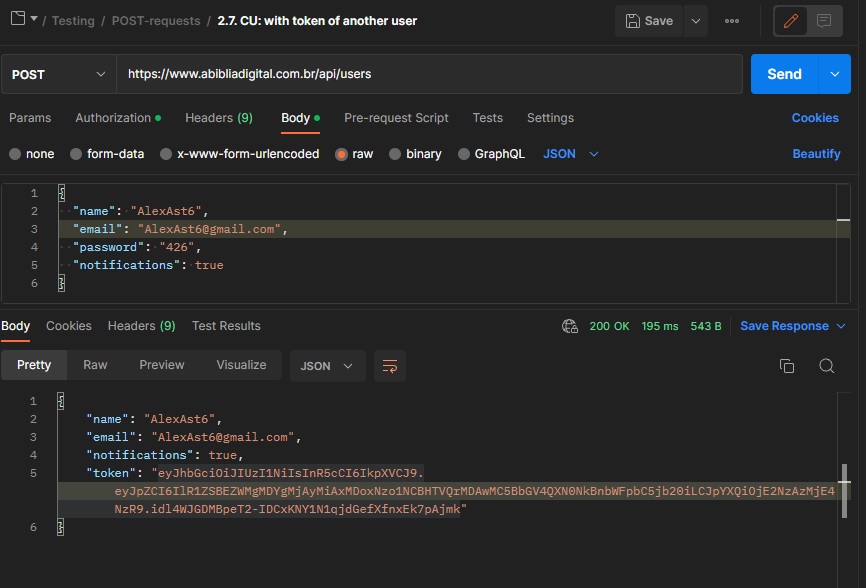 / Testing / POST-requests / 2.7. CU: with token of another user
Save
POST
https://www.abibliadigital.com.br/api/users
Send
Params Authorization Headers (9) Body Pre-request Script Tests Settings Cookies
none form-data x-www-form-urlencoded raw binary GraphQL JSON Beautify
1 {
2 "name": "AlexAst6",
3 "email": "AlexAst6@gmail.com",
4 "password": "426",
5 "notifications": true
6 }
Body Cookies Headers (9) Test Results 200 OK 195 ms 543 B Save Response
Pretty Raw Preview Visualize JSON
1 {
2 "name": "AlexAst6",
3 "email": "AlexAst6@gmail.com",
4 "notifications": true,
5 "token": "eyJhbGciOiJIUzI1NiIsInR5cCI6IkpXVCJ9.
eyJpZCI6IlR1ZSBEZWMgMDYgMjAyMiAxMDoxNzo1NCBHTVQrMDAwMC5BbGV4QXN0NkBnbWFpbC5jb20iLCJpYXQiOjE2NzAzMjE4
NzR9.idl4WJGDMBpeT2-IDCxKNY1N1qjdGefXfnxEk7pAjmk"
6 }